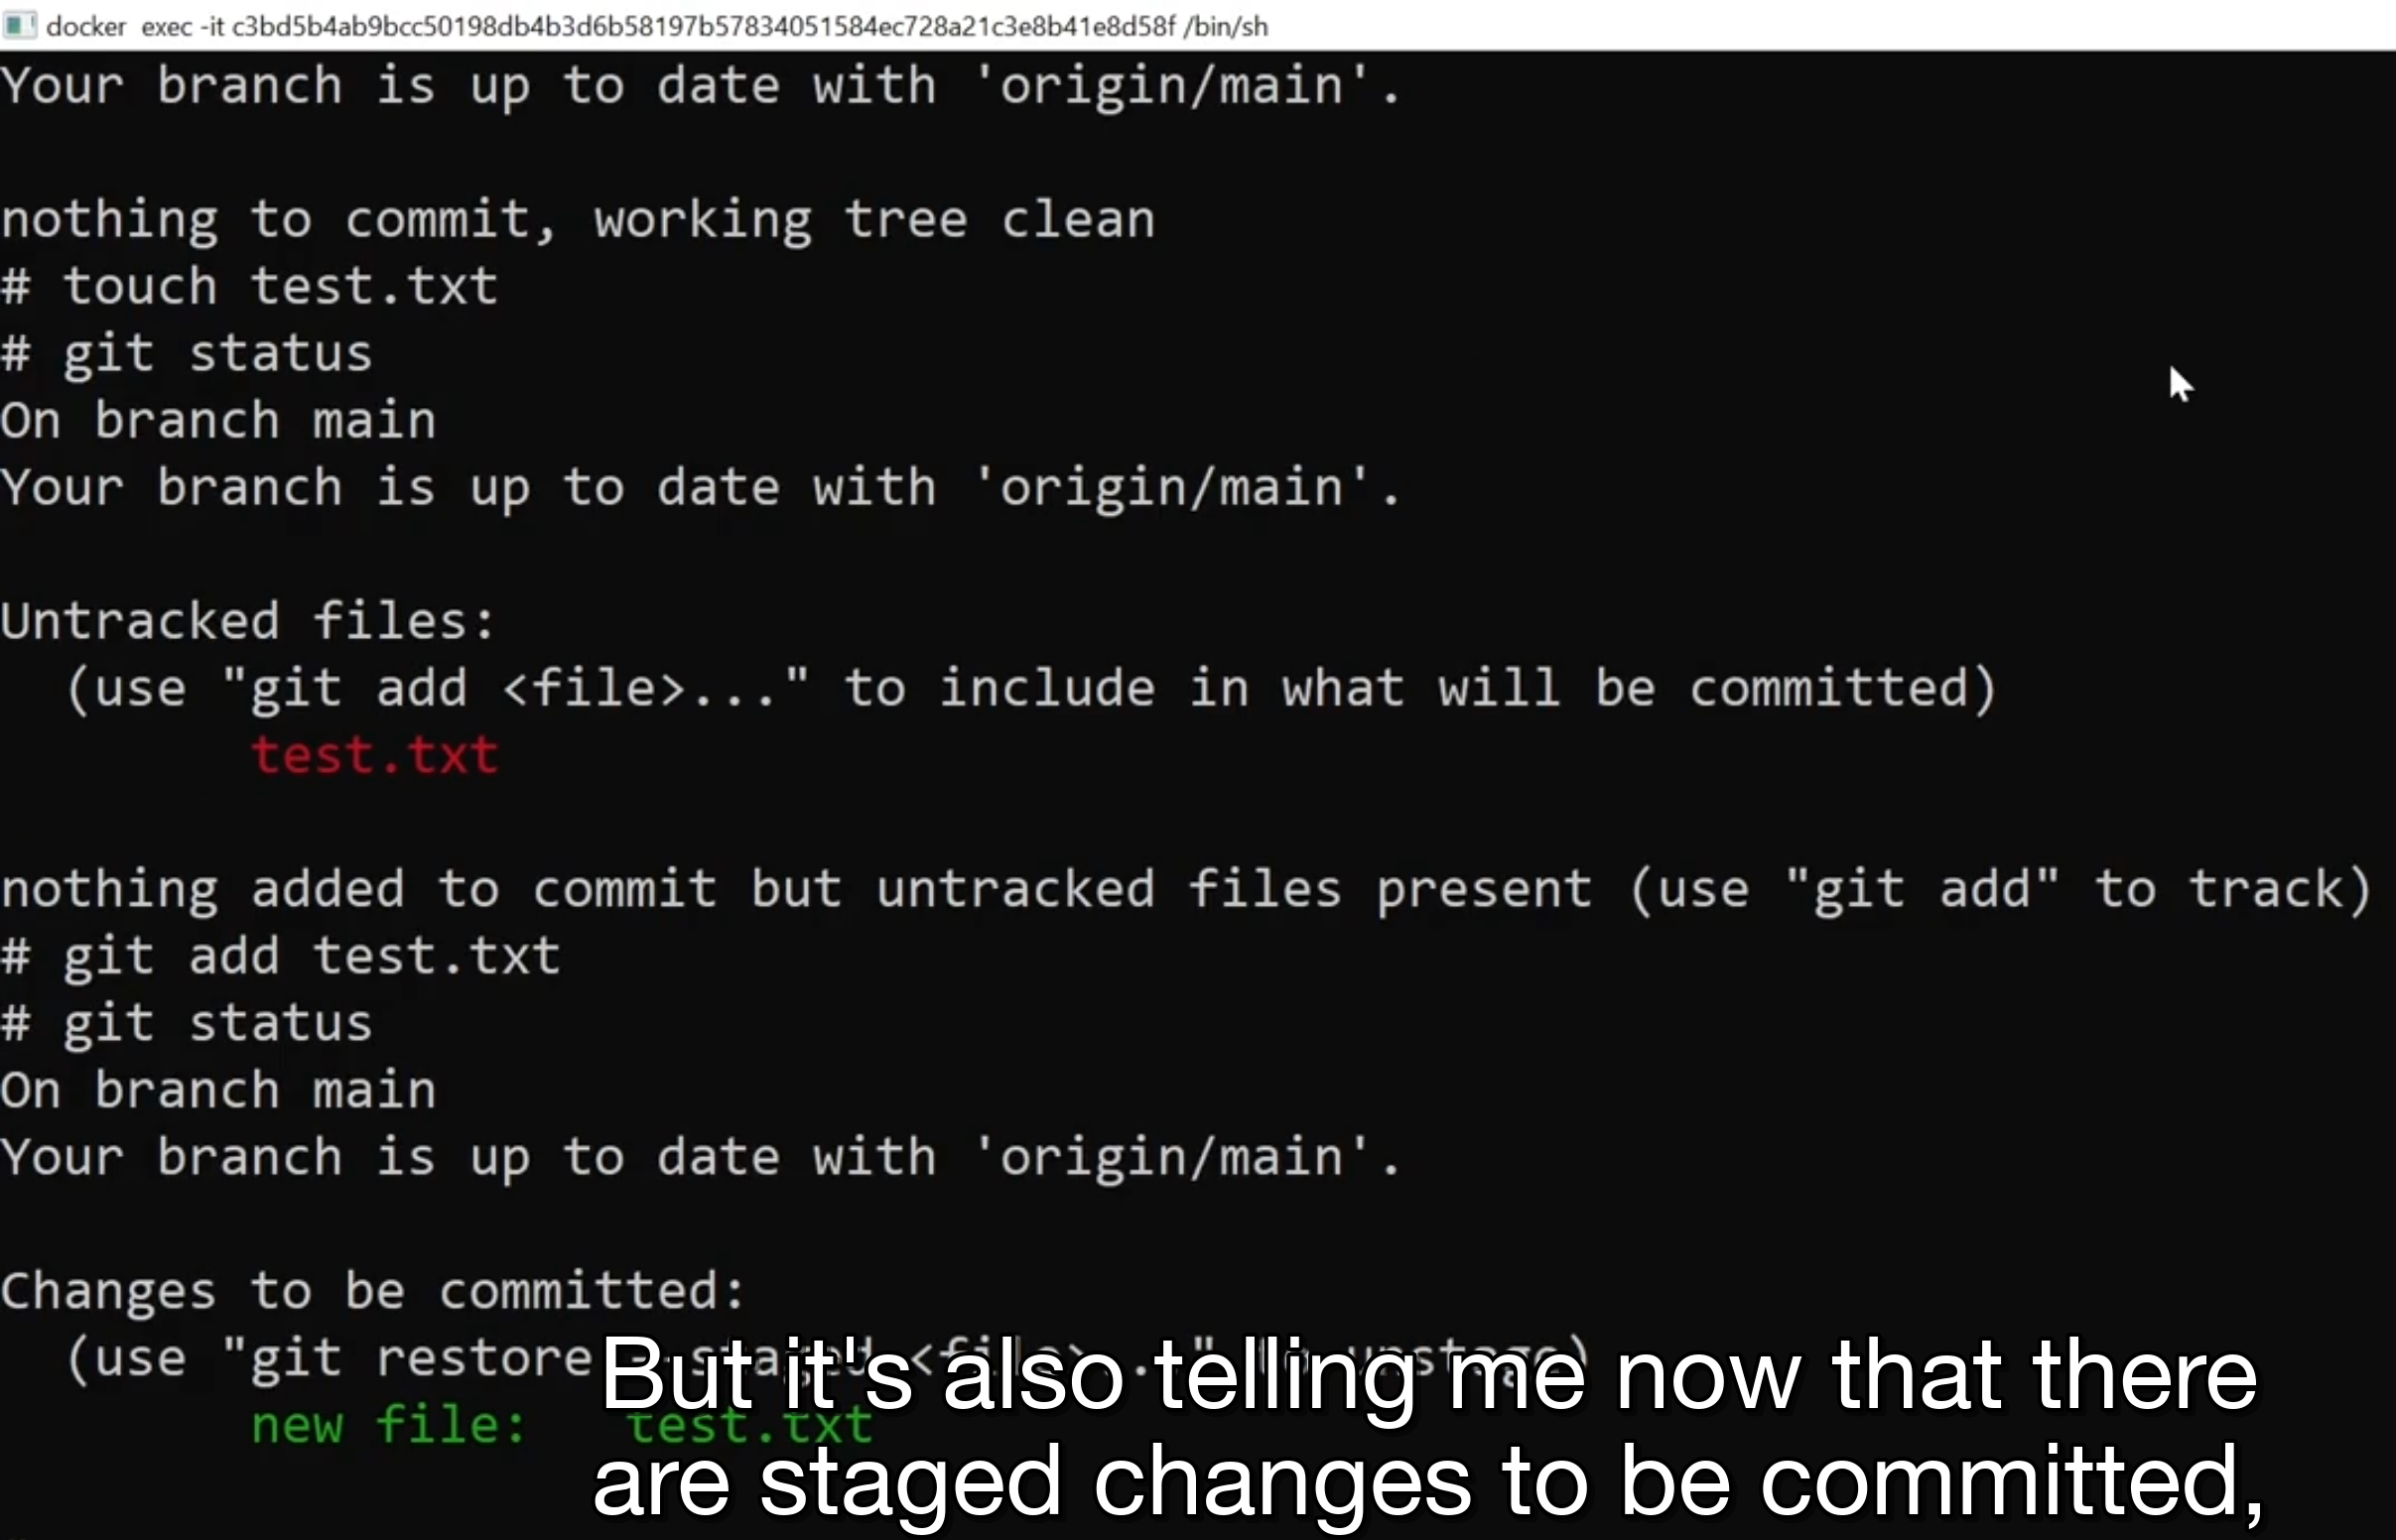 docker exec -it c3bd5b4ab9bcc50198db4b3d6b58197b57834051584ec728a21c3e8b41e8d58f /bin/sh
Your branch is up to date with 'origin/main'.
nothing to commit, working tree clean
# touch test.txt
# git status
On branch main
Your branch is up to date with 'origin/main'.
Untracked files:
(use "git add <file>..." to include in what will be committed)
test.txt
nothing added to commit but untracked files present (use "git add" to track)
# git add test.txt
# git status
On branch main
Your branch is up to date with 'origin/main'.
Changes to be committed:
(use "git restore --staged <file>..." to unstage)
new file: test.txt
But it's also telling me now that there
are staged changes to be committed,